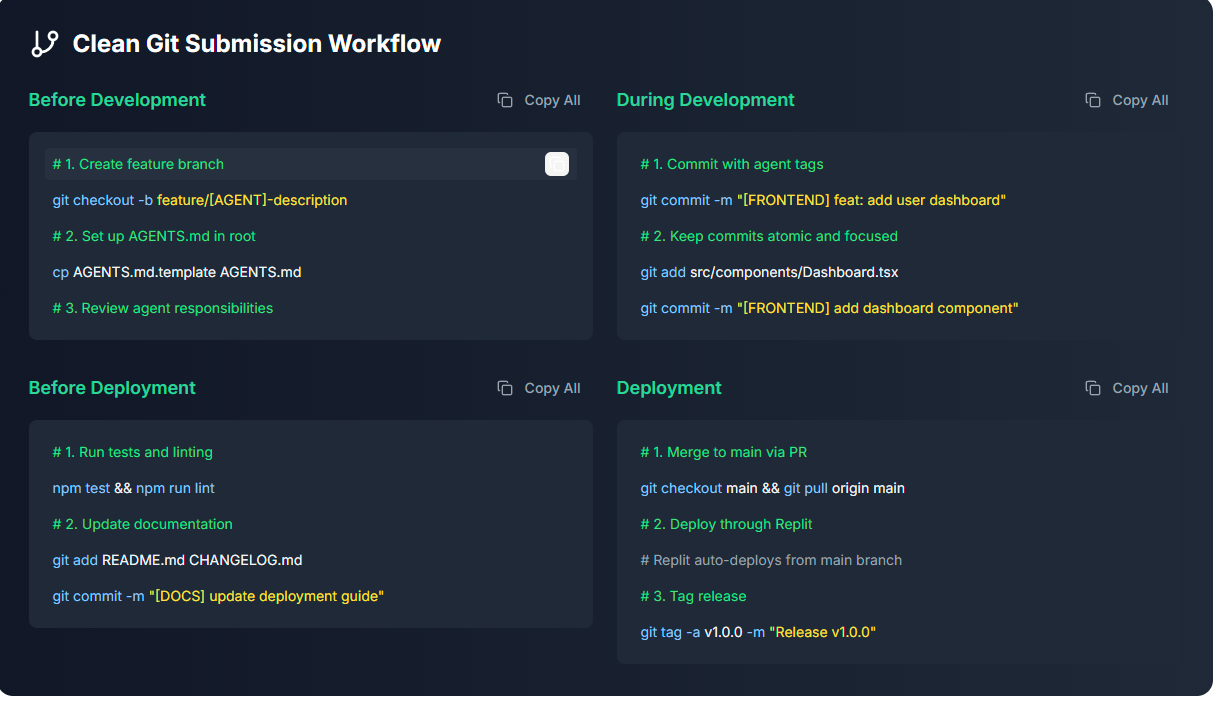 Clean Git Submission Workflow
Before Development
Copy All
# 1. Create feature branch
git checkout -b feature/[AGENT]-description
# 2. Set up AGENTS.md in root
cp AGENTS.md.template AGENTS.md
# 3. Review agent responsibilities
During Development
Copy All
# 1. Commit with agent tags
git commit -m "[FRONTEND] feat: add user dashboard"
# 2. Keep commits atomic and focused
git add src/components/Dashboard.tsx
git commit -m "[FRONTEND] add dashboard component"
Before Deployment
Copy All
# 1. Run tests and linting
npm test && npm run lint
# 2. Update documentation
git add README.md CHANGELOG.md
git commit -m "[DOCS] update deployment guide"
Deployment
Copy All
# 1. Merge to main via PR
git checkout main && git pull origin main
# 2. Deploy through Replit
# Replit auto-deploys from main branch
# 3. Tag release
git tag -a v1.0.0 -m "Release v1.0.0"